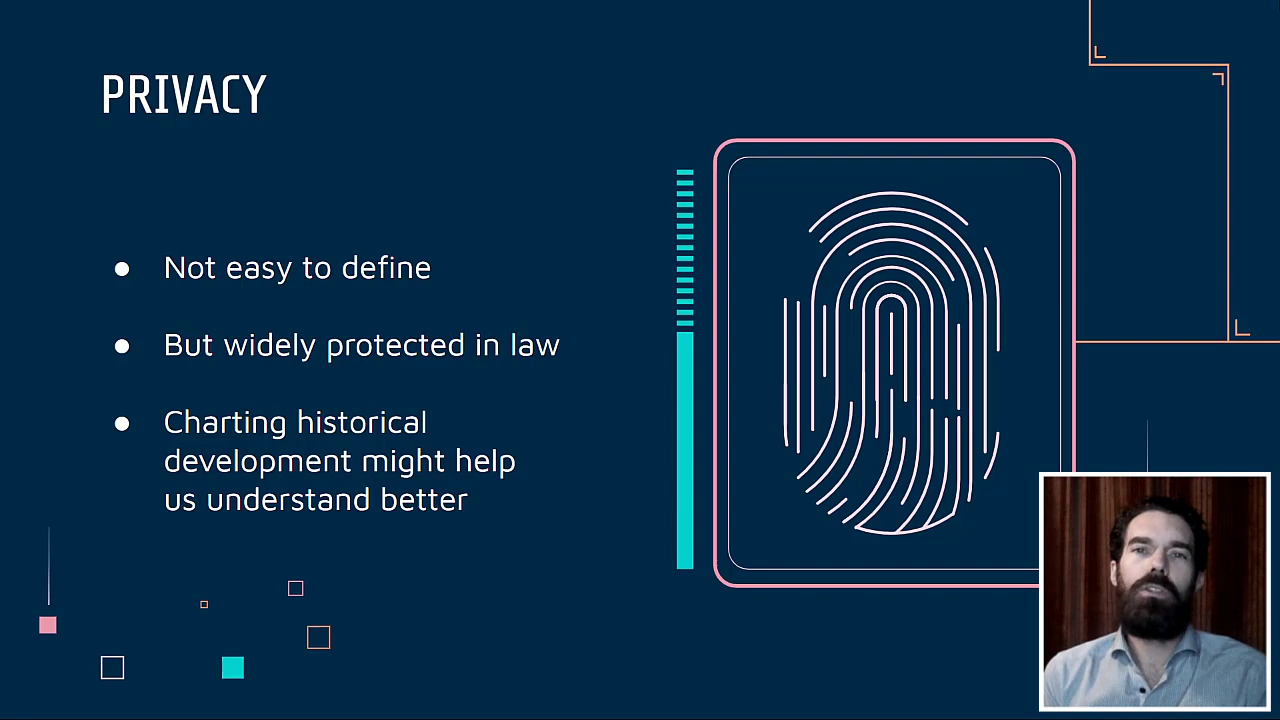 PRIVACY
● Not easy to define
● But widely protected in law
● Charting historical
development might help
us understand better